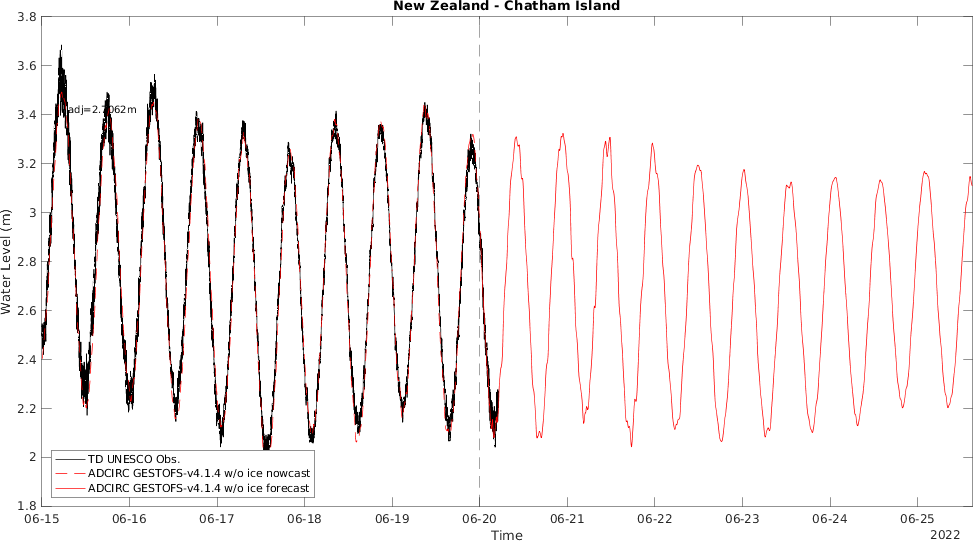 New Zealand - Chatham Island
3.8
3.6
3.4
3.2
3
2.8
2.6
2.4
2.2
2
1.8
Water Level (m)
adj=2.7062m
TD UNESCO Obs.
ADCIRC GESTOFS-v4.1.4 w/o ice nowcast
ADCIRC GESTOFS-v4.1.4 w/o ice forecast
06-15 06-16 06-17 06-18 06-19 06-20 06-21 06-22 06-23 06-24 06-25
Time
2022